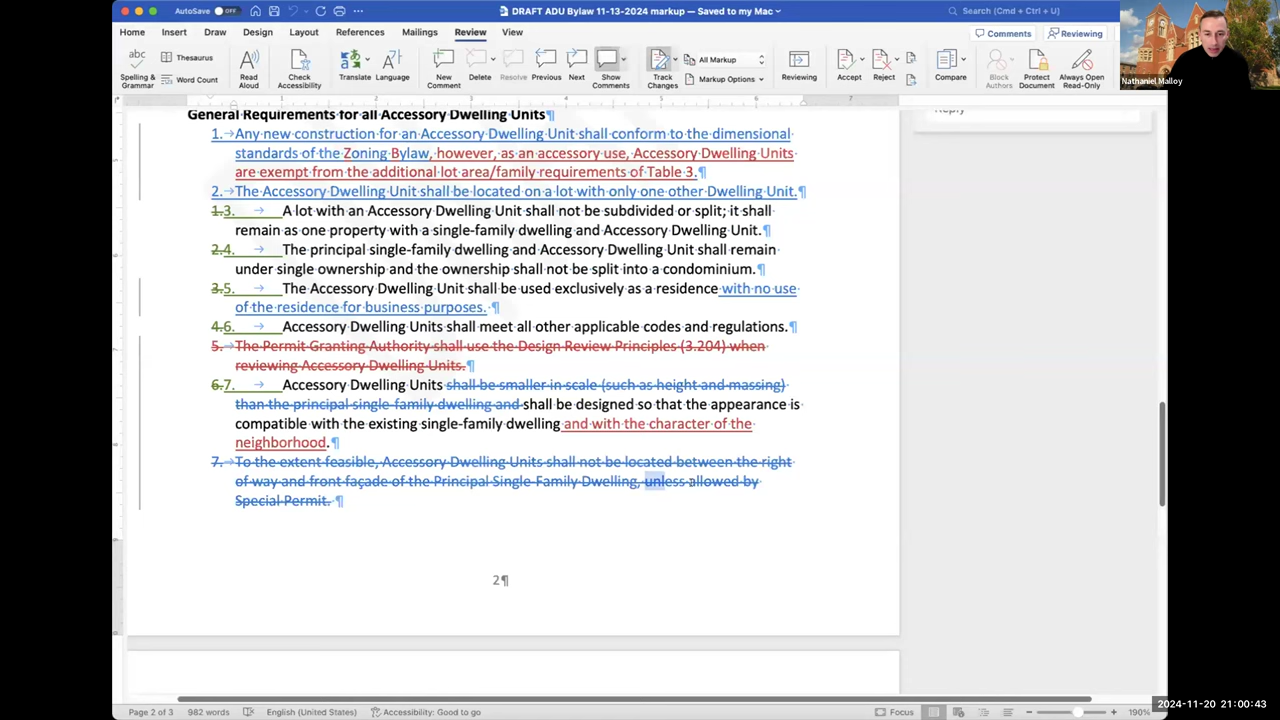 AutoSave OFF
DRAFT ADU Bylaw 11-13-2024 markup — Saved to my Mac
Search (Cmd + Ctrl + U)
Home Insert Draw Design Layout References Mailings Review View
Comments Reviewing
Spelling & Grammar
Thesaurus
Word Count
Read Aloud
Check Accessibility
Translate
Language
New Comment
Delete
Resolve
Previous
Next
Show Comments
Track Changes
All Markup
Markup Options
Reviewing
Accept
Reject
Compare
Block Authors
Protect Document
Always Open Read-Only
Nathaniel Malloy
Reply
General Requirements for all Accessory Dwelling Units¶
1.→Any new construction for an Accessory Dwelling Unit shall conform to the dimensional
standards of the Zoning Bylaw, however, as an accessory use, Accessory Dwelling Units
are exempt from the additional lot area/family requirements of Table 3.¶
2.→The Accessory Dwelling Unit shall be located on a lot with only one other Dwelling Unit.¶
1.3. → A lot with an Accessory Dwelling Unit shall not be subdivided or split; it shall
remain as one property with a single-family dwelling and Accessory Dwelling Unit.¶
2.4. → The principal single-family dwelling and Accessory Dwelling Unit shall remain
under single ownership and the ownership shall not be split into a condominium.¶
3.5. → The Accessory Dwelling Unit shall be used exclusively as a residence with no use
of the residence for business purposes. ¶
4.6. → Accessory Dwelling Units shall meet all other applicable codes and regulations.¶
5.→The Permit Granting Authority shall use the Design Review Principles (3.204) when
reviewing Accessory Dwelling Units.¶
6.7. → Accessory Dwelling Units shall be smaller in scale (such as height and massing)
than the principal single-family dwelling and shall be designed so that the appearance is
compatible with the existing single-family dwelling and with the character of the
neighborhood.¶
7.→To the extent feasible, Accessory Dwelling Units shall not be located between the right
of way and front façade of the Principal Single-Family Dwelling, unless allowed by
Special Permit. ¶
2¶
Page 2 of 3 982 words English (United States) Accessibility: Good to go Focus 190%
2024-11-20 21:00:43